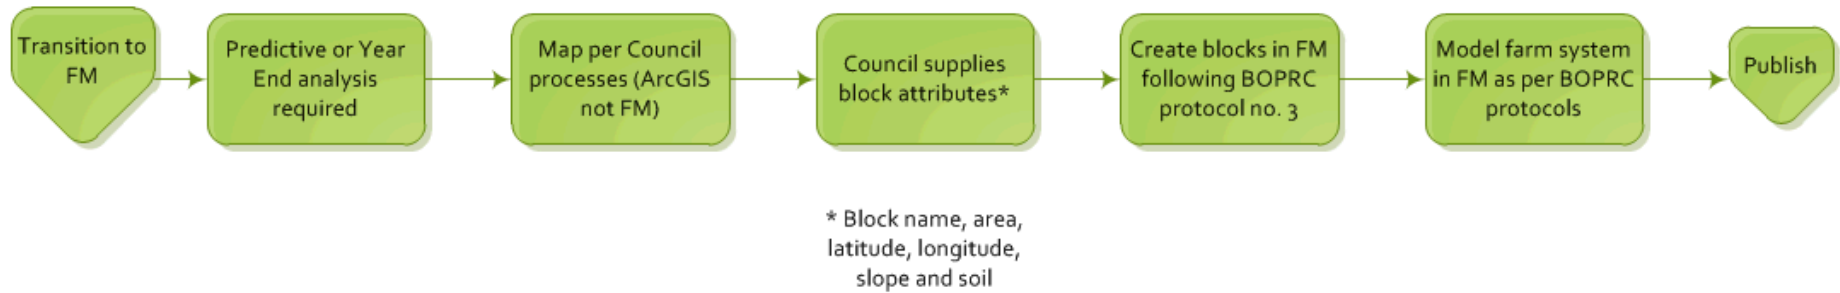 Transition to
FM
Predictive or Year
End analysis
required
Map per Council
processes (ArcGIS
not FM)
Council supplies
block attributes*
Create blocks in FM
following BOPRC
protocol no. 3
Model farm system
in FM as per BOPRC
protocols
Publish
* Block name, area,
latitude, longitude,
slope and soil